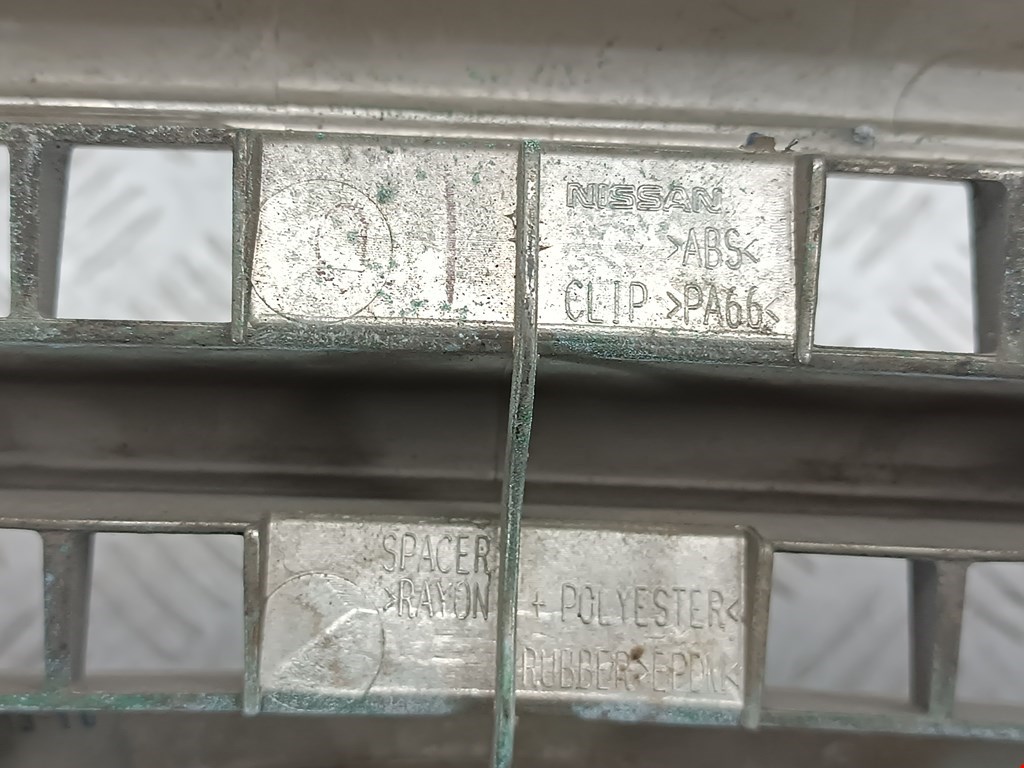 NISSAN
>ABS<
CLIP >PA66<
SPACER
>RAYON + POLYESTER<
RUBBER>EPDM<